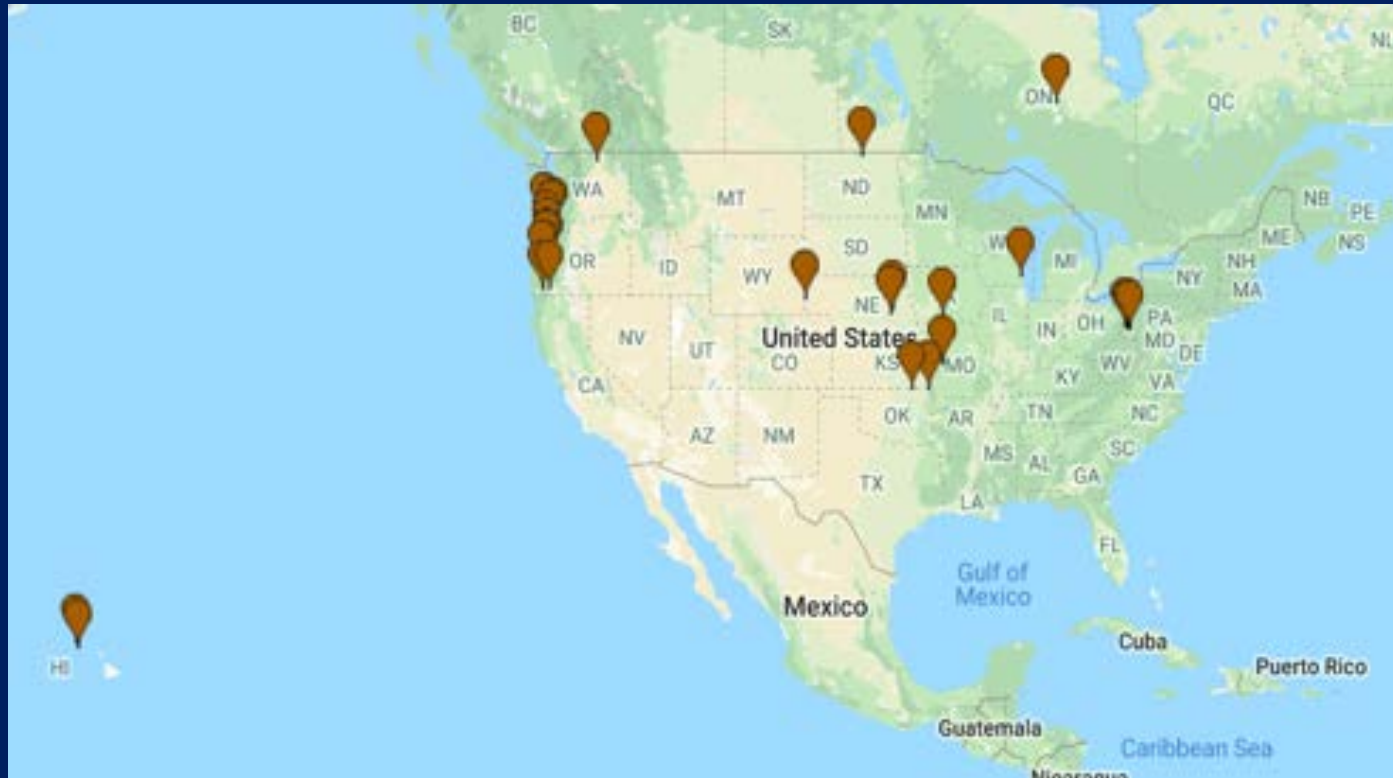 BC
SK
NL
ON
QC
WA
MT
ND
MN
NB
PE
OR
ID
WY
SD
W
MI
ME
NS
NH
NY
MA
NE
IL
IN
OH
PA
NV
UT
CO
United States
KS
MO
MD
DE
WV
KY
VA
CA
AZ
NM
OK
AR
TN
NC
MS
AL
SC
GA
TX
LA
FL
Gulf of
Mexico
Mexico
Cuba
HI
Puerto Rico
Guatemala
Caribbean Sea
Nicaragua